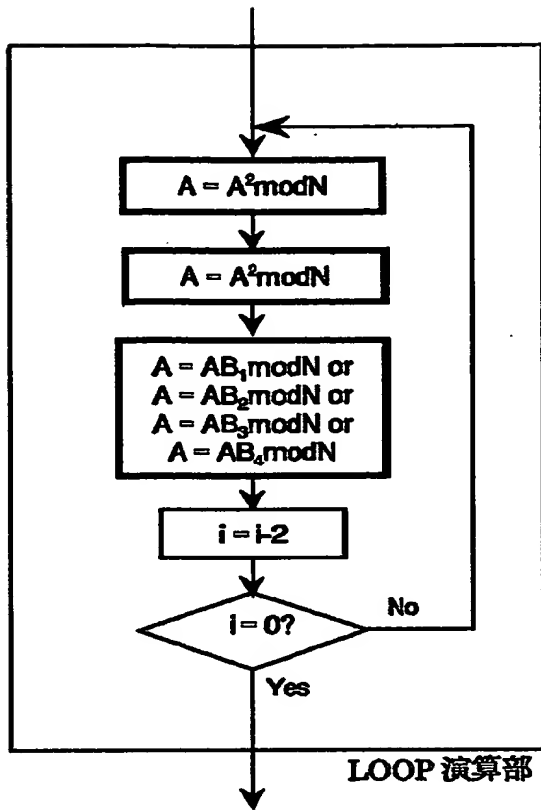 A = A²modN
A = A²modN
A = AB₁modN or
A = AB₂modN or
A = AB₃modN or
A = AB₄modN
i = i-2
i = 0?
No
Yes
LOOP 演算部